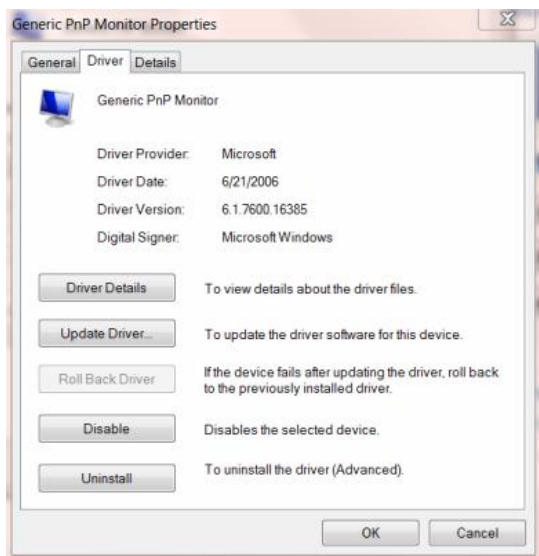 Generic PnP Monitor Properties
General Driver Details
Generic PnP Monitor
Driver Provider: Microsoft
Driver Date: 6/21/2006
Driver Version: 6.1.7600.16385
Digital Signer: Microsoft Windows
Driver Details To view details about the driver files.
Update Driver... To update the driver software for this device.
Roll Back Driver If the device fails after updating the driver, roll back
to the previously installed driver.
Disable Disables the selected device.
Uninstall To uninstall the driver (Advanced).
OK Cancel